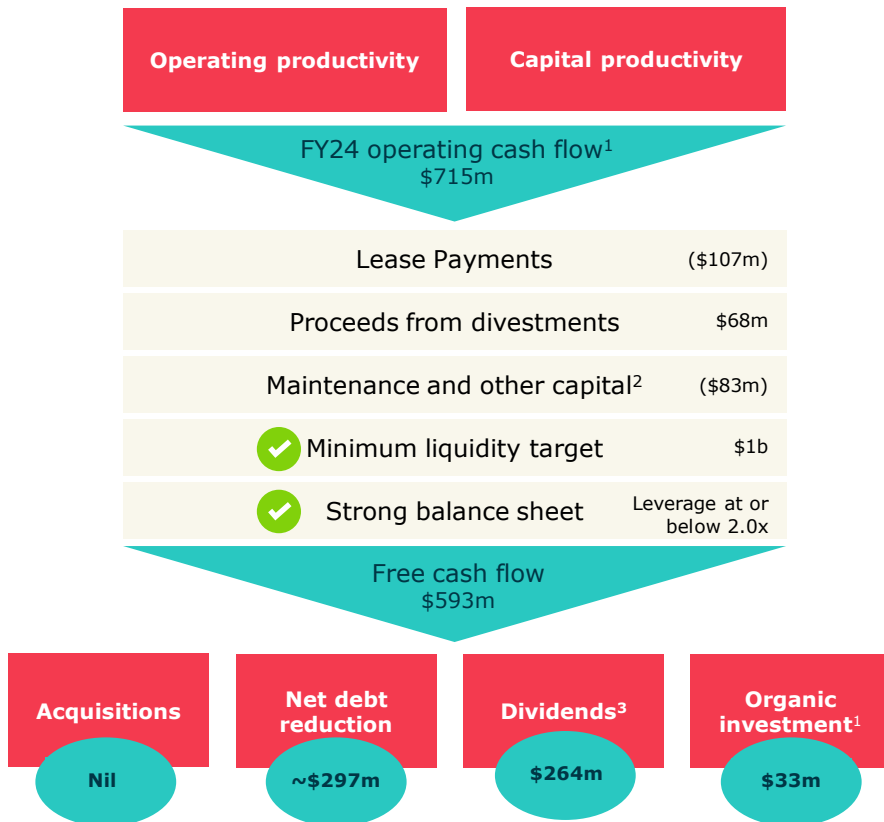 Operating productivity
Capital productivity
FY24 operating cash flow¹
$715m
Lease Payments ($107m)
Proceeds from divestments $68m
Maintenance and other capital² ($83m)
Minimum liquidity target $1b
Strong balance sheet Leverage at or
below 2.0x
Free cash flow
$593m
Acquisitions
Nil
Net debt
reduction
~$297m
Dividends³
$264m
Organic
investment¹
$33m